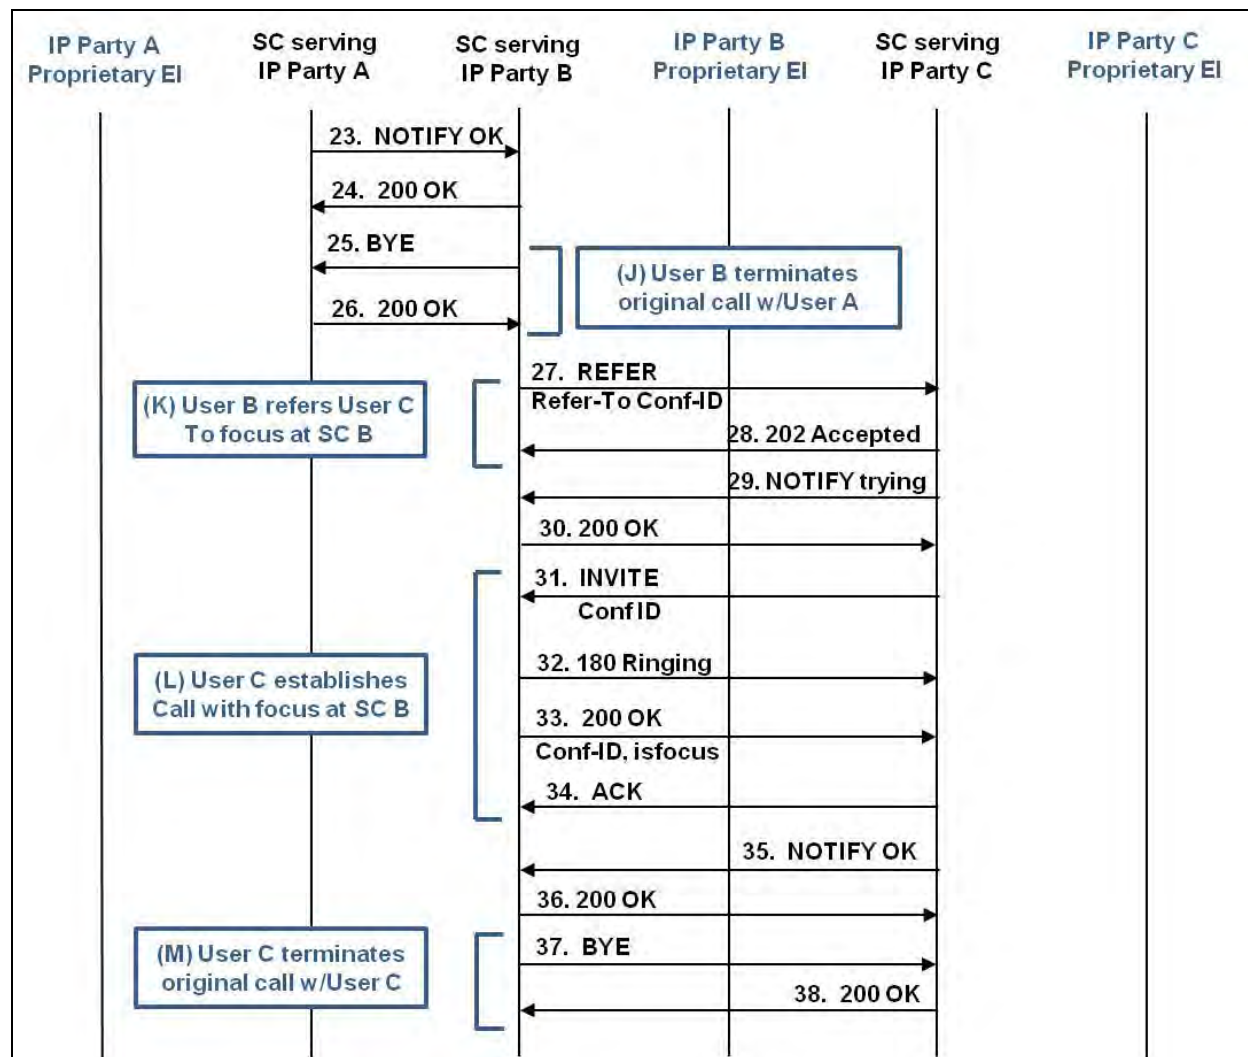 IP Party A
Proprietary EI
SC serving
IP Party A
SC serving
IP Party B
IP Party B
Proprietary EI
SC serving
IP Party C
IP Party C
Proprietary EI
23. NOTIFY OK
24. 200 OK
25. BYE
(J) User B terminates
original call w/User A
26. 200 OK
27. REFER
Refer-To Conf-ID
(K) User B refers User C
To focus at SC B
28. 202 Accepted
29. NOTIFY trying
30. 200 OK
31. INVITE
Conf ID
32. 180 Ringing
(L) User C establishes
Call with focus at SC B
33. 200 OK
Conf-ID, isfocus
34. ACK
35. NOTIFY OK
36. 200 OK
37. BYE
(M) User C terminates
original call w/User C
38. 200 OK